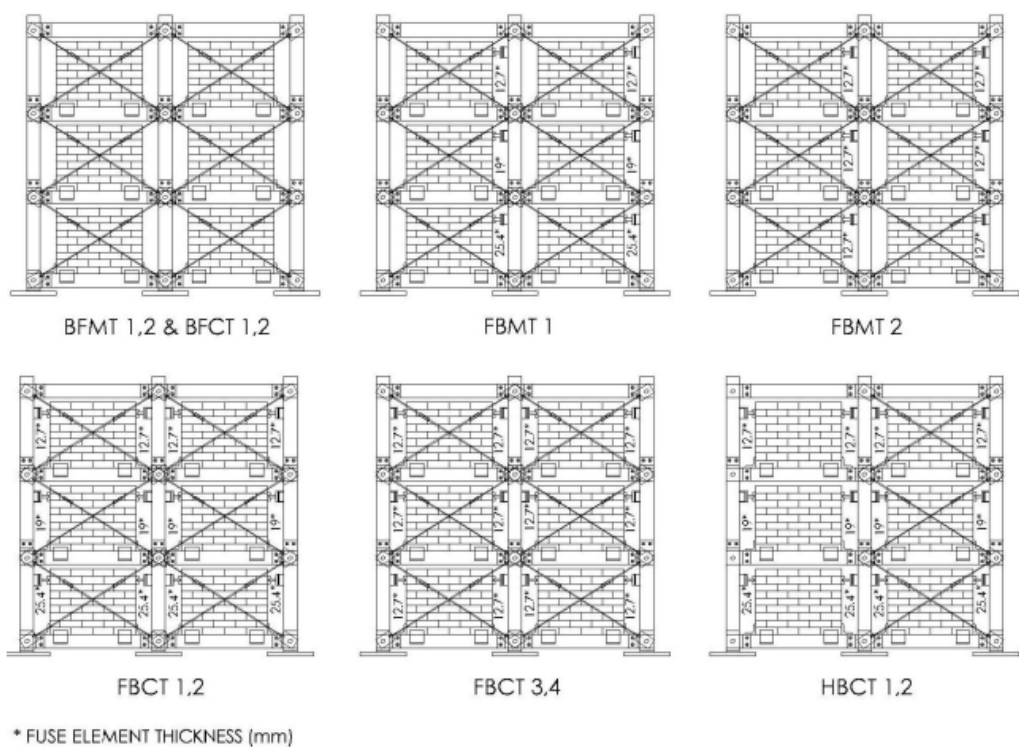 12.7* 12.7*
19* 19*
25.4* 25.4*
12.7* 12.7*
12.7* 12.7*
12.7* 12.7*
BFMT 1,2 & BFCT 1,2
FBMT 1
FBMT 2
12.7* 12.7* 12.7* 12.7*
19* 19* 19* 19*
25.4* 25.4* 25.4* 25.4*
12.7* 12.7* 12.7* 12.7*
12.7* 12.7* 12.7* 12.7*
12.7* 12.7* 12.7* 12.7*
12.7* 12.7* 12.7* 12.7*
19* 19* 19* 19*
25.4* 25.4* 25.4* 25.4*
FBCT 1,2
FBCT 3,4
HBCT 1,2
* FUSE ELEMENT THICKNESS (mm)